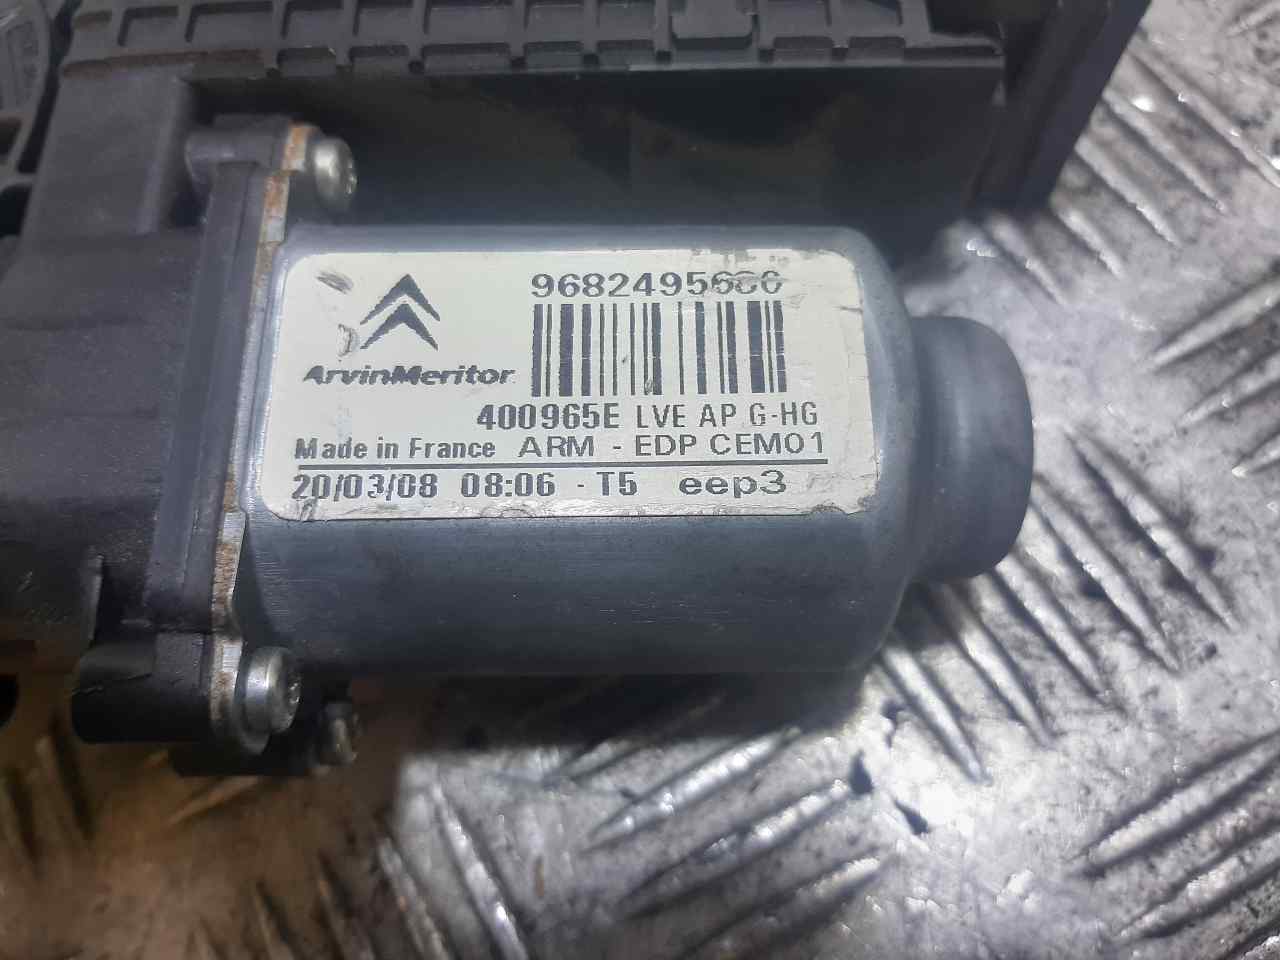 9682495680
ArvinMeritor
400965E LVE AP G-HG
Made in France ARM - EDP CEM01
20/03/08 08:06 - T5 eep3